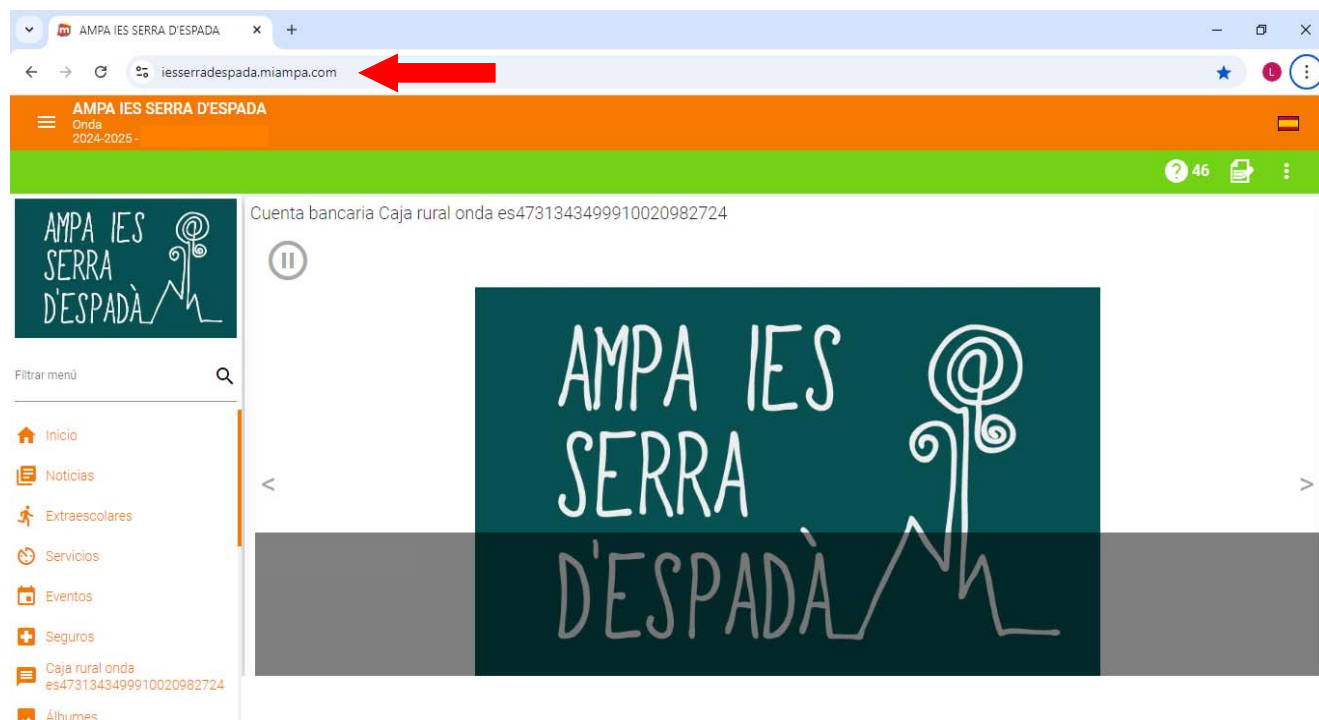 AMPA IES SERRA D'ESPADA
iesserradespada.miampa.com
L
AMPA IES SERRA D'ESPADA
Onda
2024-2025 -
46
AMPA IES
SERRA
D'ESPADÀ
Cuenta bancaria Caja rural onda es4731343499910020982724
AMPA IES
SERRA
D'ESPADÀ
Filtrar menú
Inicio
Noticias
Extraescolares
Servicios
Eventos
Seguros
Caja rural onda
es4731343499910020982724
Álbumes